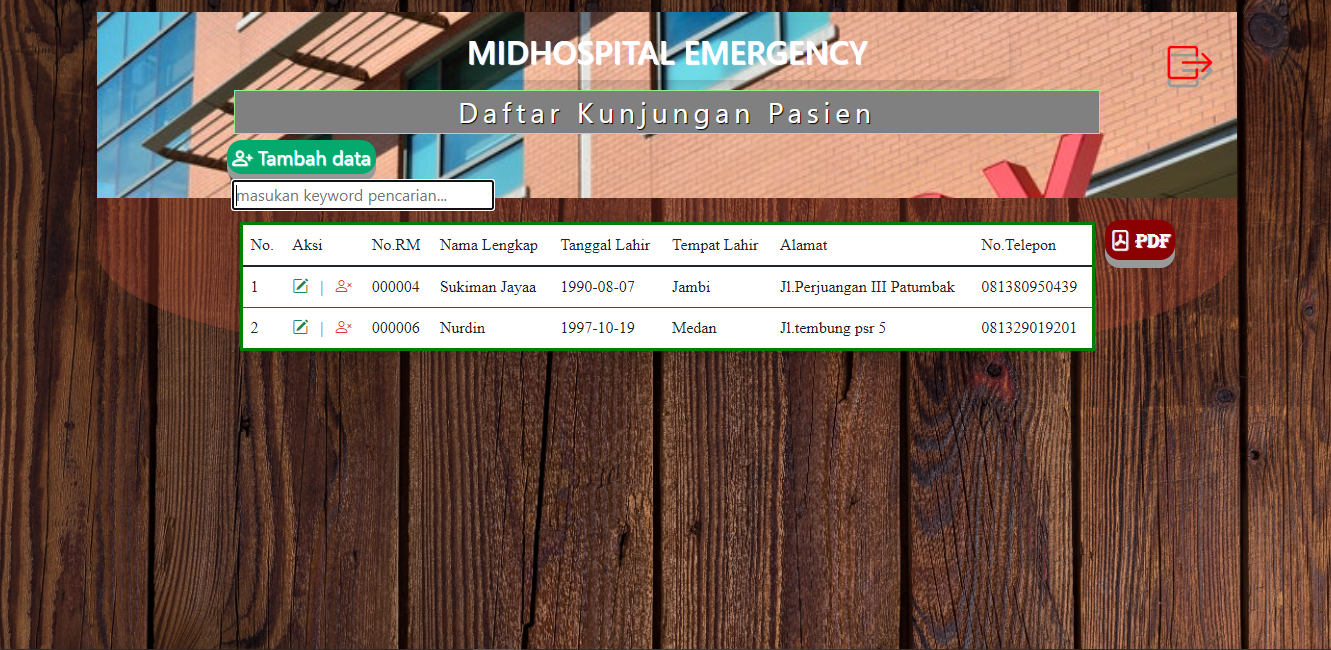 MIDHOSPITAL EMERGENCY
Daftar Kunjungan Pasien
Tambah data
masukan keyword pencarian...
PDF
No. Aksi No.RM Nama Lengkap Tanggal Lahir Tempat Lahir Alamat No.Telepon
1 | 000004 Sukiman Jayaa 1990-08-07 Jambi Jl.Perjuangan III Patumbak 081380950439
2 | 000006 Nurdin 1997-10-19 Medan Jl.tembung psr 5 081329019201